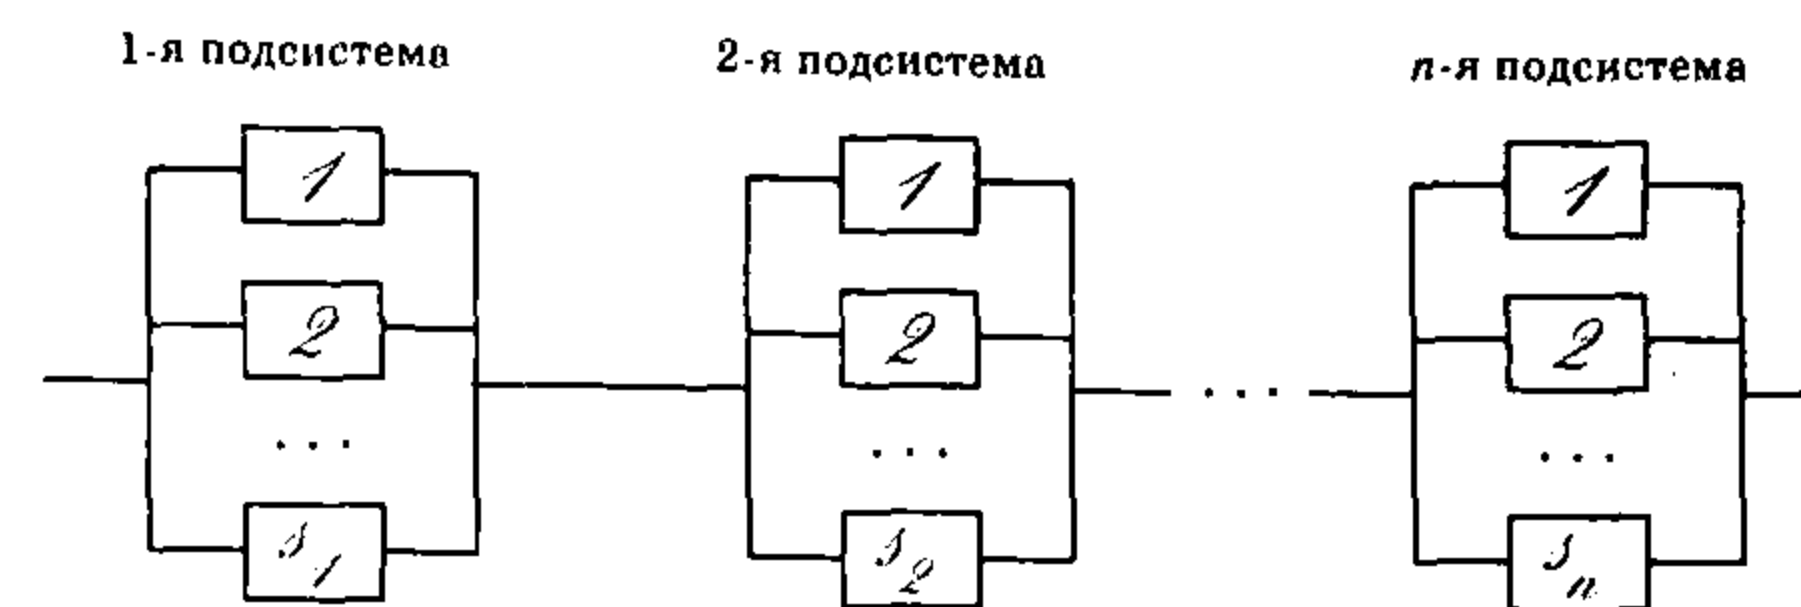 1-я подсистема 2-я подсистема n-я подсистема
1 1 1
2 2 2
. . . . . . . . . . . .
s₁ s₂ sₙ